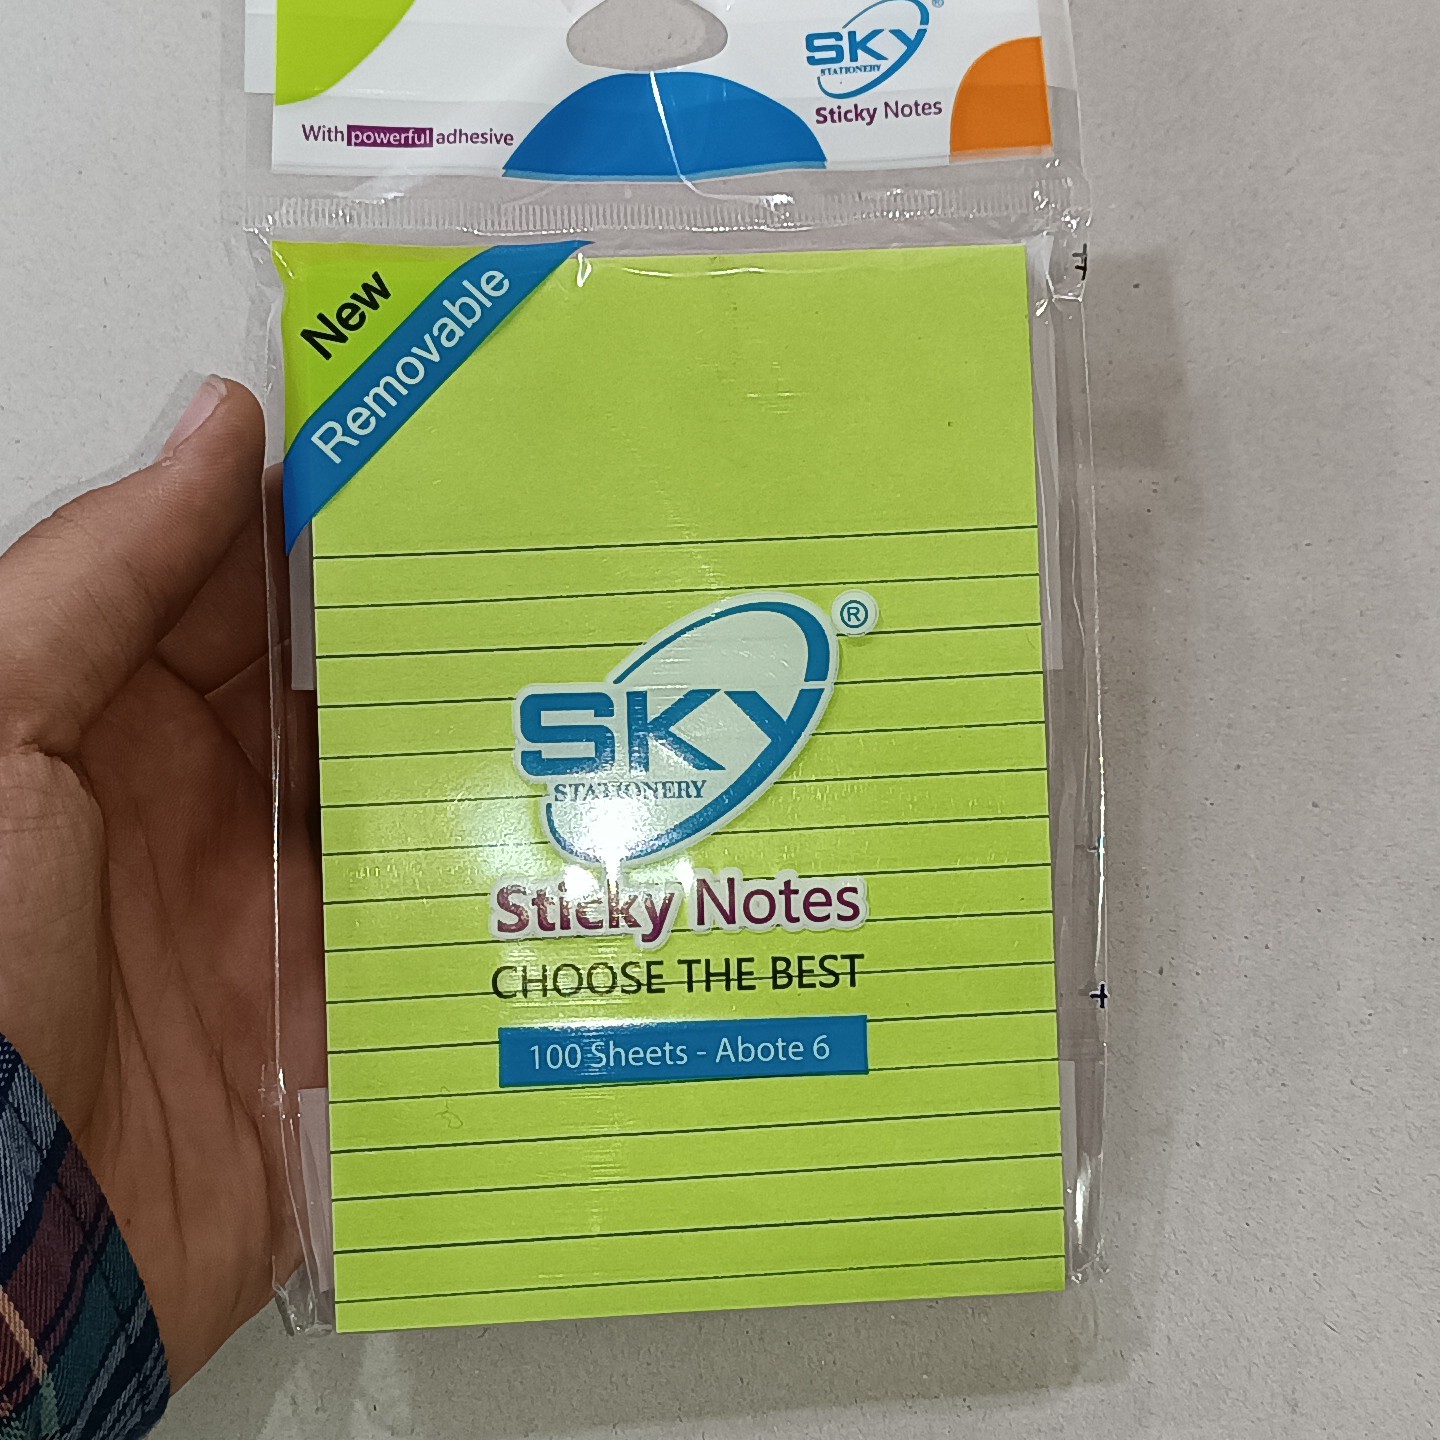 SKY ®
STATIONERY
Sticky Notes
With powerful adhesive
New
Removable
SKY ®
STATIONERY
Sticky Notes
CHOOSE THE BEST
100 Sheets - Abote 6